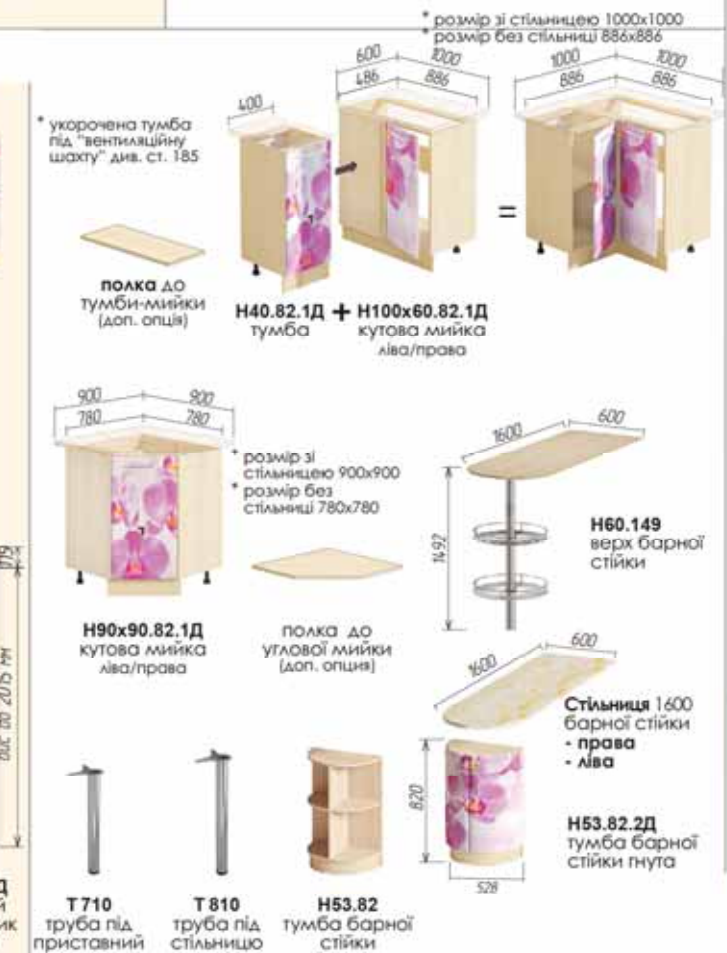 * розмір зі стільницею 1000х1000
* розмір без стільниці 886х886
600 1000
486 886
1000 1000
886 886
400
* укорочена тумба
під "вентиляційну
шахту" див. ст. 185
=
полка до
тумби-мийки
(доп. опція)
Н40.82.1Д
тумба
+
Н100х60.82.1Д
кутова мийка
ліва/права
900 900
780 780
* розмір зі
стільницею 900х900
* розмір без
стільниці 780х780
1600 600
1492
Н60.149
верх барної
стійки
Н90х90.82.1Д
кутова мийка
ліва/права
полка до
углової мийки
(доп. опция)
1600 600
Стільниця 1600
барної стійки
- права
- ліва
820
528
Н53.82.2Д
тумба барної
стійки гнута
Т 710
труба під
приставний
Т 810
труба під
стільницю
Н53.82
тумба барної
стійки